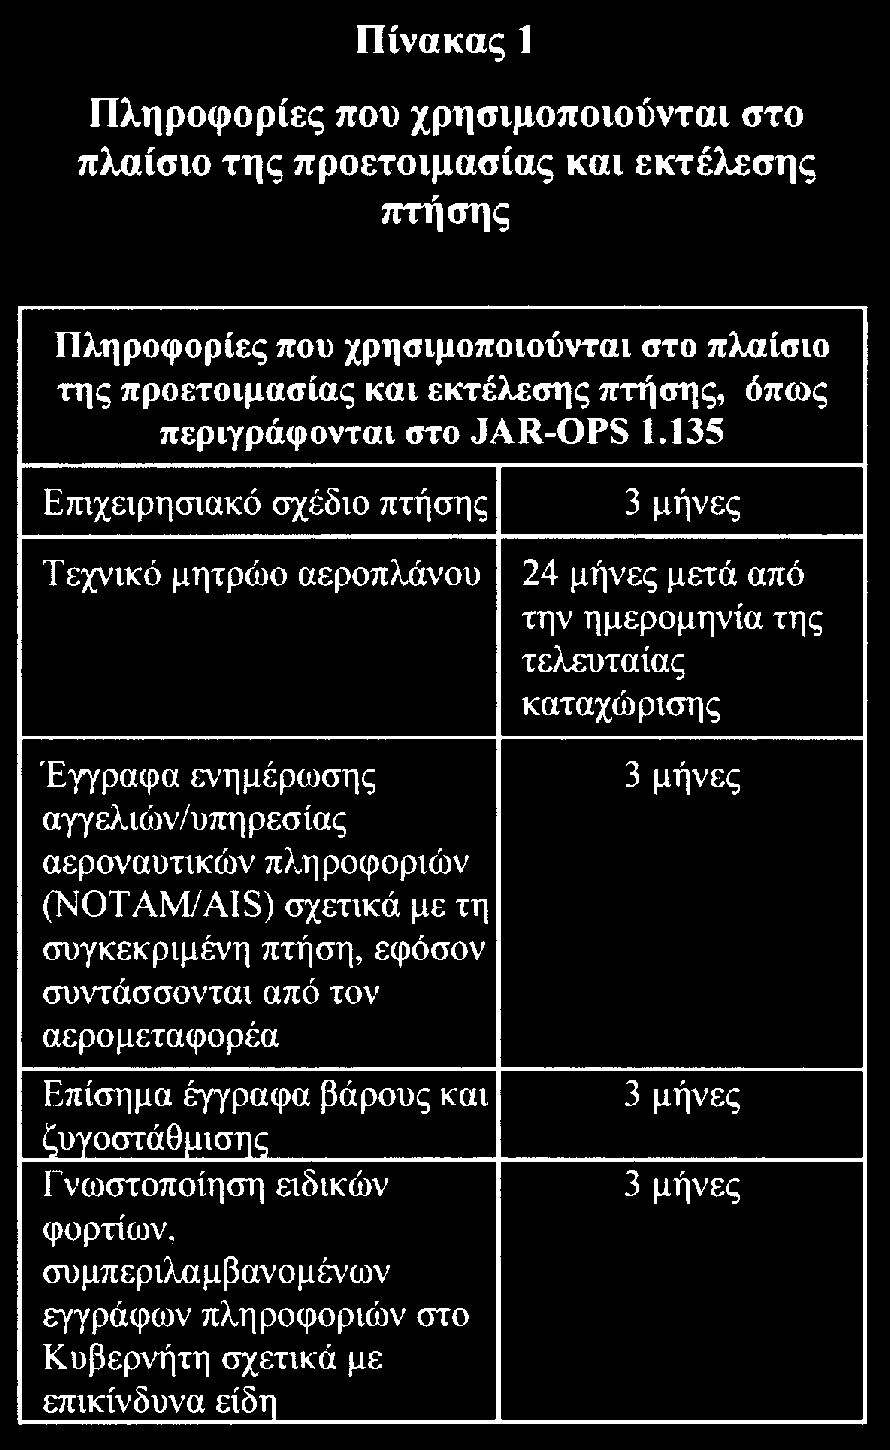 Πίνακας 1
Πληροφορίες που χρησιμοποιούνται στο
πλαίσιο της προετοιμασίας και εκτέλεσης
πτήσης
Πληροφορίες που χρησιμοποιούνται στο πλαίσιο
της προετοιμασίας και εκτέλεσης πτήσης, όπως
περιγράφονται στο JAR-OPS 1.135
Επιχειρησιακό σχέδιο πτήσης
3 μήνες
Τεχνικό μητρώο αεροπλάνου
24 μήνες μετά από
την ημερομηνία της
τελευταίας
καταχώρισης
Έγγραφα ενημέρωσης
αγγελιών/υπηρεσίας
αεροναυτικών πληροφοριών
(NOTAM/AIS) σχετικά με τη
συγκεκριμένη πτήση, εφόσον
συντάσσονται από τον
αερομεταφορέα
3 μήνες
Επίσημα έγγραφα βάρους και
ζυγοστάθμισης
3 μήνες
Γνωστοποίηση ειδικών
φορτίων,
συμπεριλαμβανομένων
εγγράφων πληροφοριών στο
Κυβερνήτη σχετικά με
επικίνδυνα είδη
3 μήνες